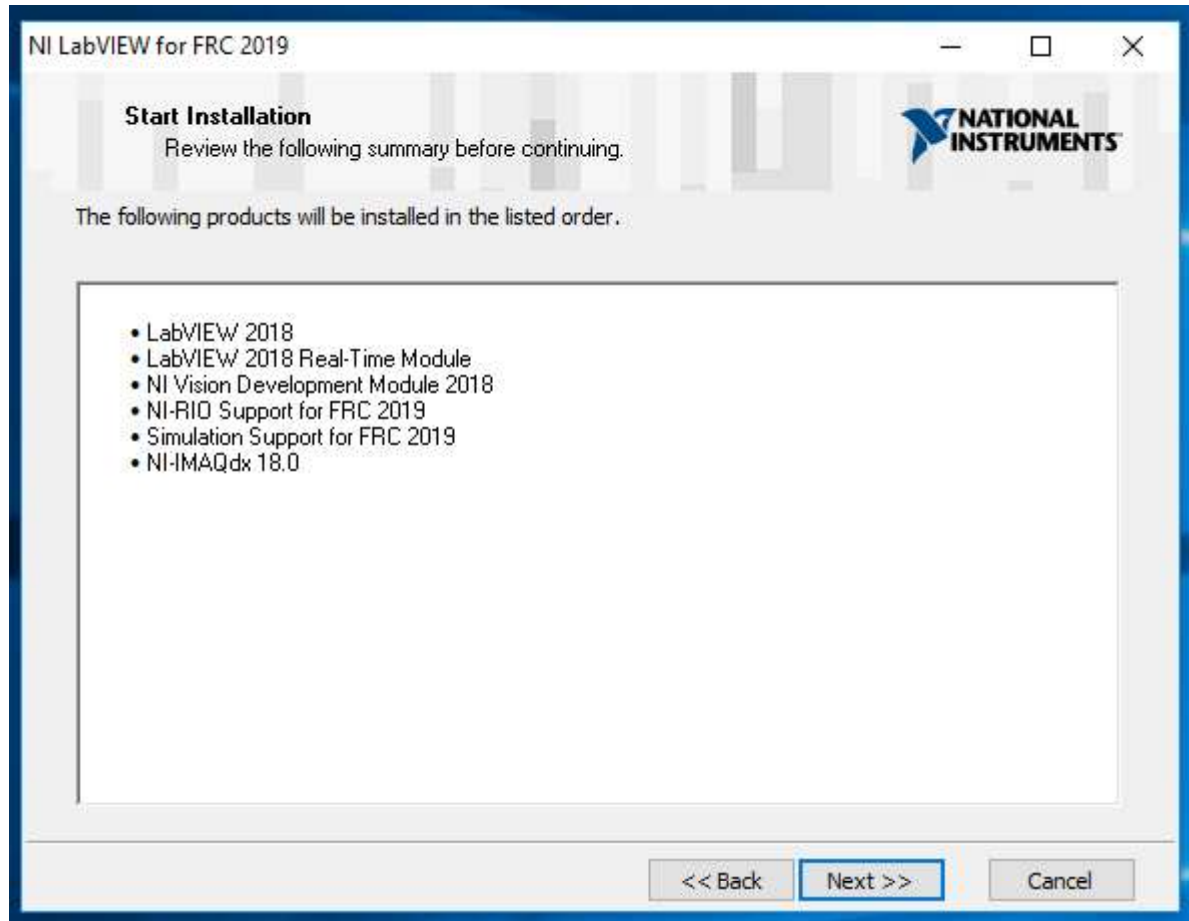 NI LabVIEW for FRC 2019
Start Installation
Review the following summary before continuing.
NATIONAL
INSTRUMENTS
The following products will be installed in the listed order.
• LabVIEW 2018
• LabVIEW 2018 Real-Time Module
• NI Vision Development Module 2018
• NI-RIO Support for FRC 2019
• Simulation Support for FRC 2019
• NI-IMAQdx 18.0
<< Back Next >> Cancel